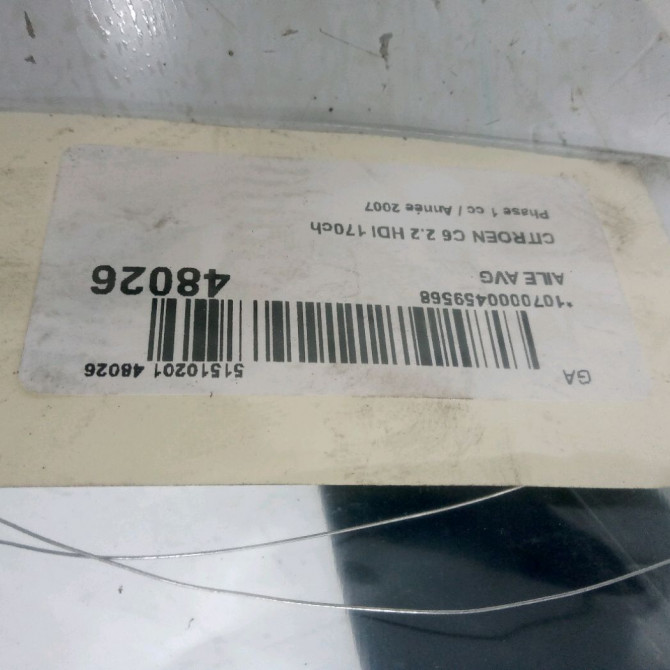 GA 51510201 48026
*1070000459568
AILE AVG 48026
CITROEN C6 2.2 HDI 170ch
Phase 1 cc / Année 2007